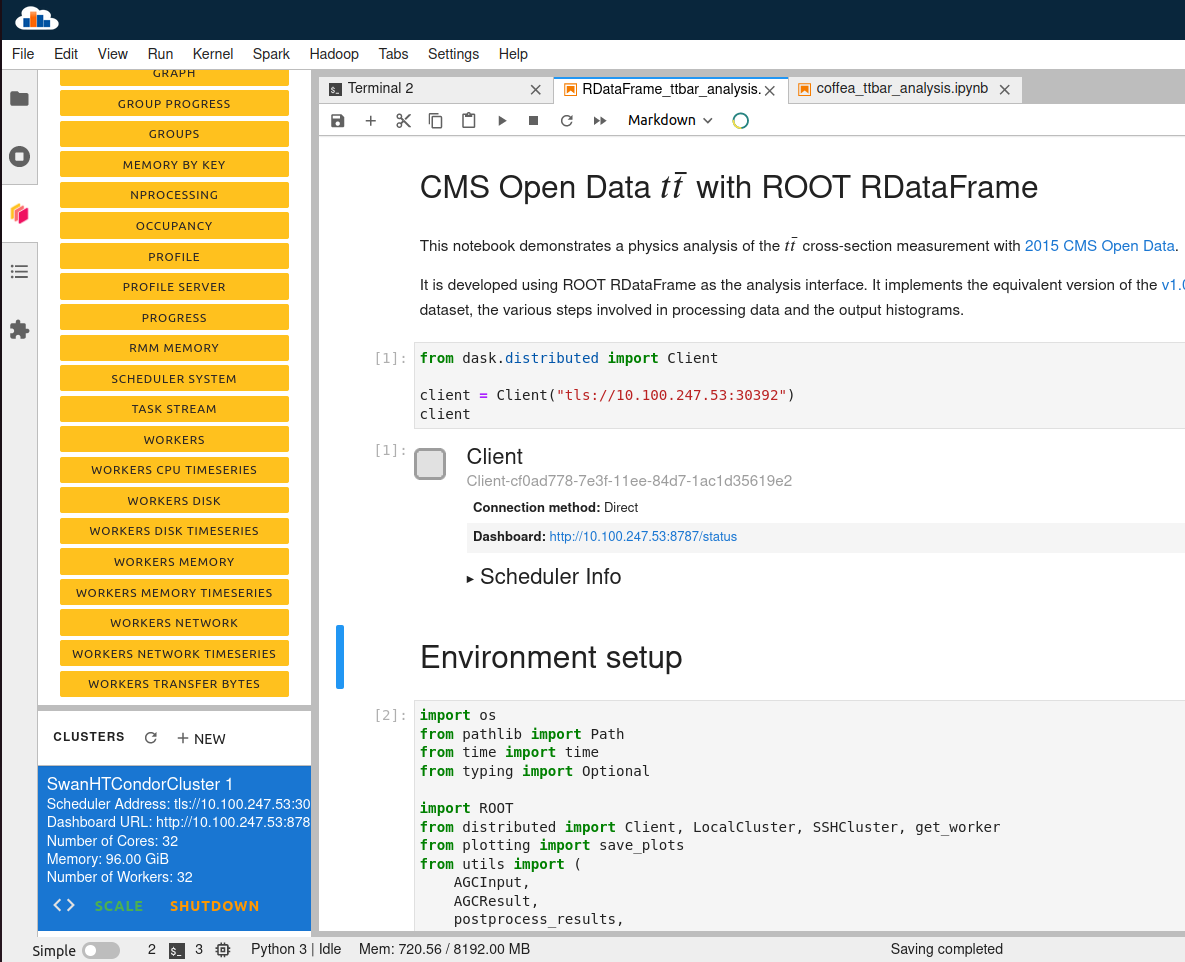 File Edit View Run Kernel Spark Hadoop Tabs Settings Help
GRAPH
GROUP PROGRESS
GROUPS
MEMORY BY KEY
NPROCESSING
OCCUPANCY
PROFILE
PROFILE SERVER
PROGRESS
RMM MEMORY
SCHEDULER SYSTEM
TASK STREAM
WORKERS
WORKERS CPU TIMESERIES
WORKERS DISK
WORKERS DISK TIMESERIES
WORKERS MEMORY
WORKERS MEMORY TIMESERIES
WORKERS NETWORK
WORKERS NETWORK TIMESERIES
WORKERS TRANSFER BYTES
CLUSTERS + NEW
SwanHTCondorCluster 1
Scheduler Address: tls://10.100.247.53:30
Dashboard URL: http://10.100.247.53:878
Number of Cores: 32
Memory: 96.00 GiB
Number of Workers: 32
<> SCALE SHUTDOWN
Terminal 2 RDataFrame_ttbar_analysis. coffea_ttbar_analysis.ipynb
Markdown
CMS Open Data tt̄ with ROOT RDataFrame
This notebook demonstrates a physics analysis of the tt̄ cross-section measurement with 2015 CMS Open Data.
It is developed using ROOT RDataFrame as the analysis interface. It implements the equivalent version of the v1.0
dataset, the various steps involved in processing data and the output histograms.
[1]: from dask.distributed import Client
client = Client("tls://10.100.247.53:30392")
client
[1]: Client
Client-cf0ad778-7e3f-11ee-84d7-1ac1d35619e2
Connection method: Direct
Dashboard: http://10.100.247.53:8787/status
▸ Scheduler Info
Environment setup
[2]: import os
from pathlib import Path
from time import time
from typing import Optional
import ROOT
from distributed import Client, LocalCluster, SSHCluster, get_worker
from plotting import save_plots
from utils import (
AGCInput,
AGCResult,
postprocess_results,
Simple 2 $_ 3 Python 3 | Idle Mem: 720.56 / 8192.00 MB Saving completed